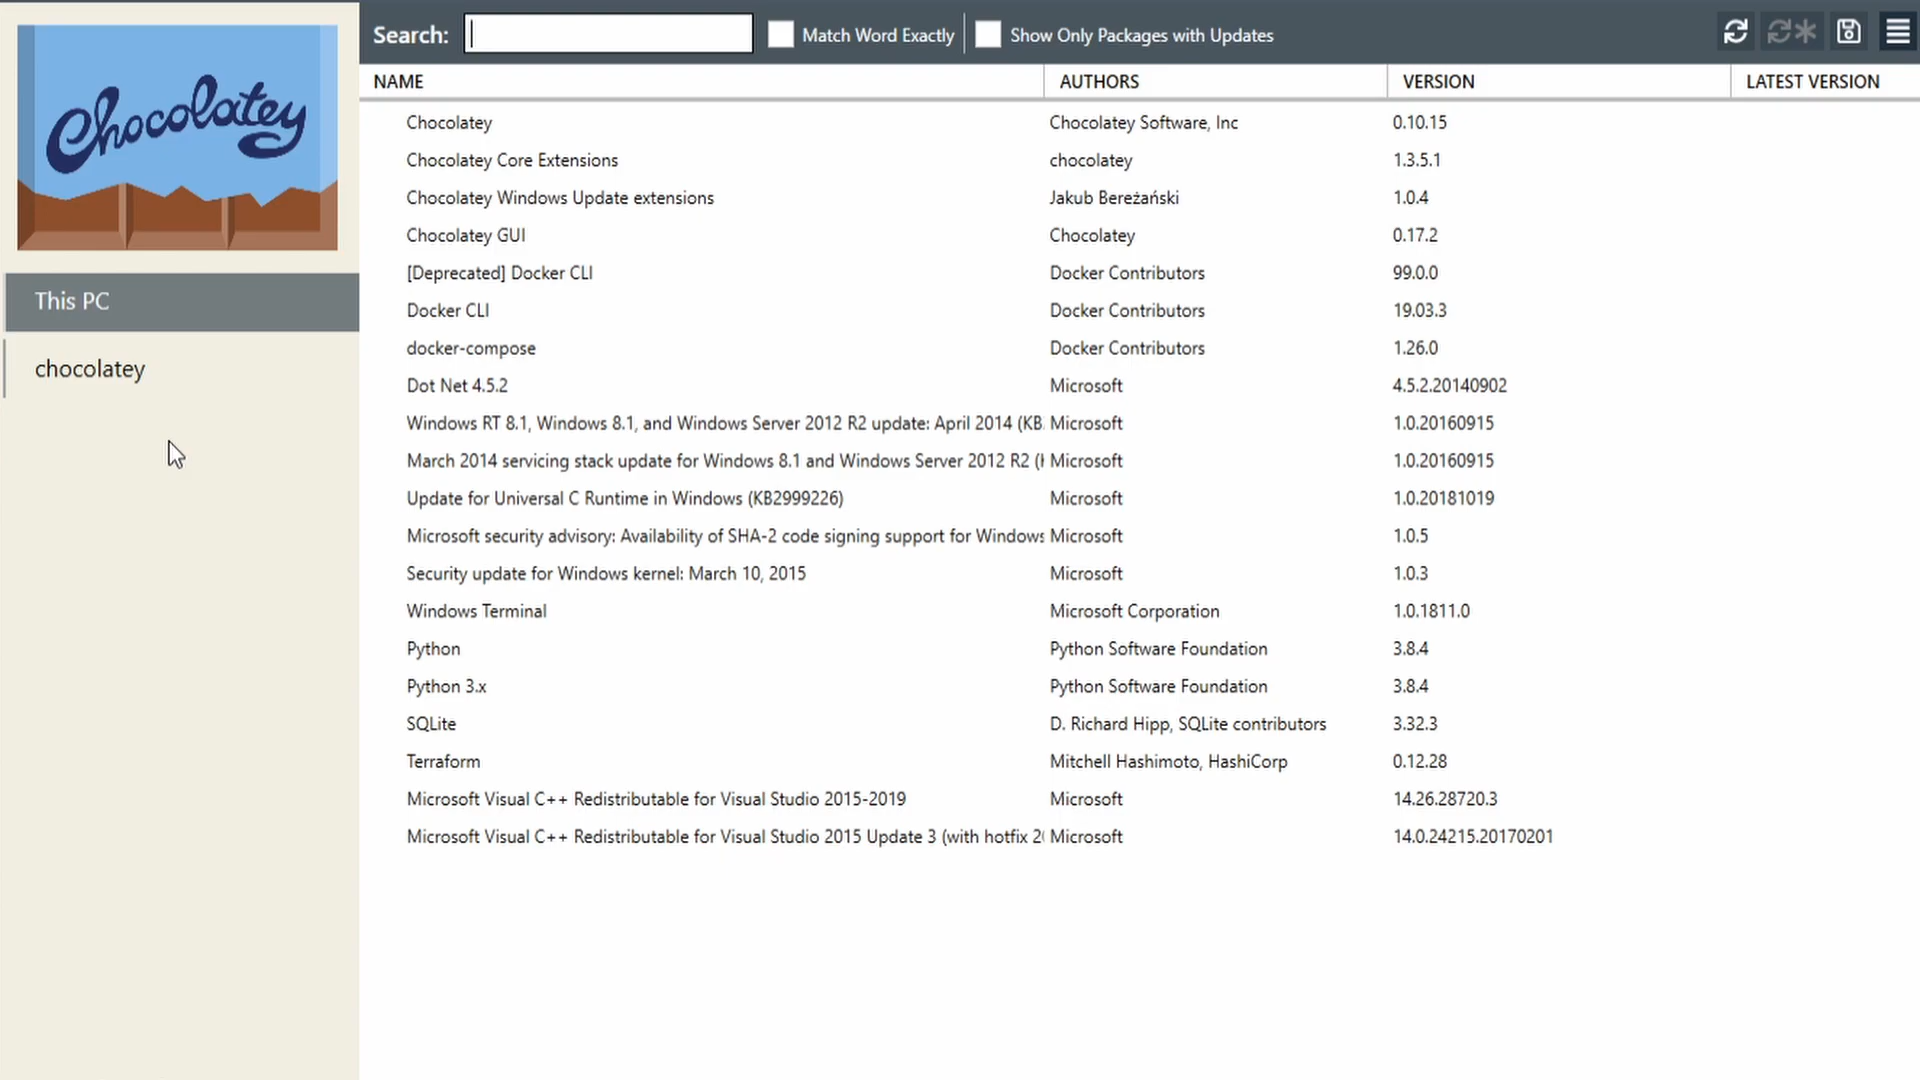 Chocolatey
Search:
Match Word Exactly
Show Only Packages with Updates
NAME AUTHORS VERSION LATEST VERSION
This PC
chocolatey
Chocolatey Chocolatey Software, Inc 0.10.15
Chocolatey Core Extensions chocolatey 1.3.5.1
Chocolatey Windows Update extensions Jakub Bereżański 1.0.4
Chocolatey GUI Chocolatey 0.17.2
[Deprecated] Docker CLI Docker Contributors 99.0.0
Docker CLI Docker Contributors 19.03.3
docker-compose Docker Contributors 1.26.0
Dot Net 4.5.2 Microsoft 4.5.2.20140902
Windows RT 8.1, Windows 8.1, and Windows Server 2012 R2 update: April 2014 (KB Microsoft 1.0.20160915
March 2014 servicing stack update for Windows 8.1 and Windows Server 2012 R2 ( Microsoft 1.0.20160915
Update for Universal C Runtime in Windows (KB2999226) Microsoft 1.0.20181019
Microsoft security advisory: Availability of SHA-2 code signing support for Windows Microsoft 1.0.5
Security update for Windows kernel: March 10, 2015 Microsoft 1.0.3
Windows Terminal Microsoft Corporation 1.0.1811.0
Python Python Software Foundation 3.8.4
Python 3.x Python Software Foundation 3.8.4
SQLite D. Richard Hipp, SQLite contributors 3.32.3
Terraform Mitchell Hashimoto, HashiCorp 0.12.28
Microsoft Visual C++ Redistributable for Visual Studio 2015-2019 Microsoft 14.26.28720.3
Microsoft Visual C++ Redistributable for Visual Studio 2015 Update 3 (with hotfix 2 Microsoft 14.0.24215.20170201